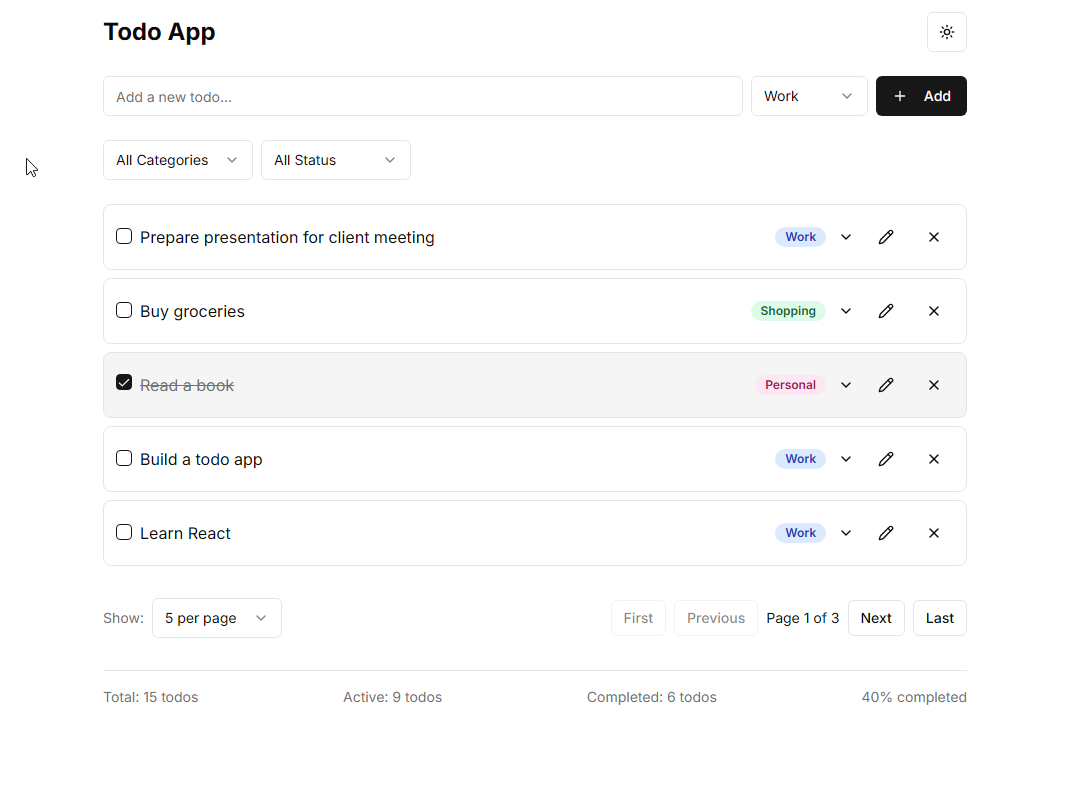 Todo App
Add a new todo... Work Add
All Categories All Status
Prepare presentation for client meeting Work
Buy groceries Shopping
Read a book Personal
Build a todo app Work
Learn React Work
Show: 5 per page First Previous Page 1 of 3 Next Last
Total: 15 todos Active: 9 todos Completed: 6 todos 40% completed